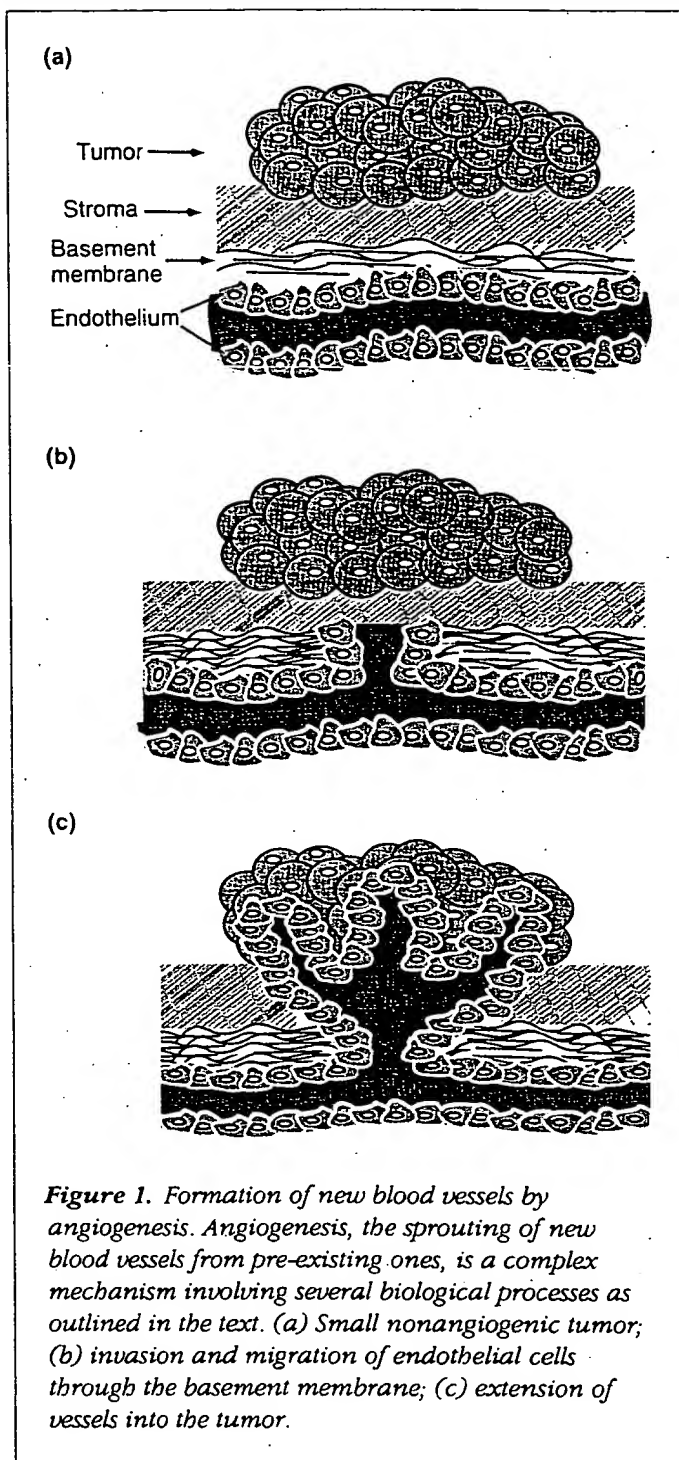 (a)
Tumor
Stroma
Basement
membrane
Endothelium
(b)
(c)
Figure 1. Formation of new blood vessels by
angiogenesis. Angiogenesis, the sprouting of new
blood vessels from pre-existing ones, is a complex
mechanism involving several biological processes as
outlined in the text. (a) Small nonangiogenic tumor;
(b) invasion and migration of endothelial cells
through the basement membrane; (c) extension of
vessels into the tumor.